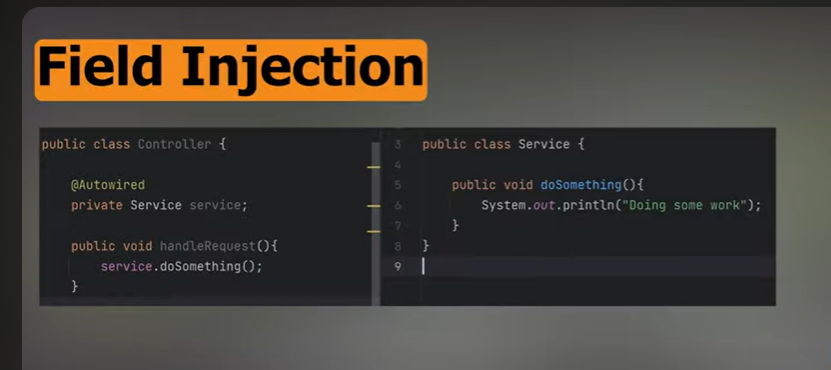 Field Injection
public class Controller {
@Autowired
private Service service;
public void handleRequest(){
service.doSomething();
}
3 public class Service {
4
5 public void doSomething(){
6 System.out.println("Doing some work");
7 }
8 }
9